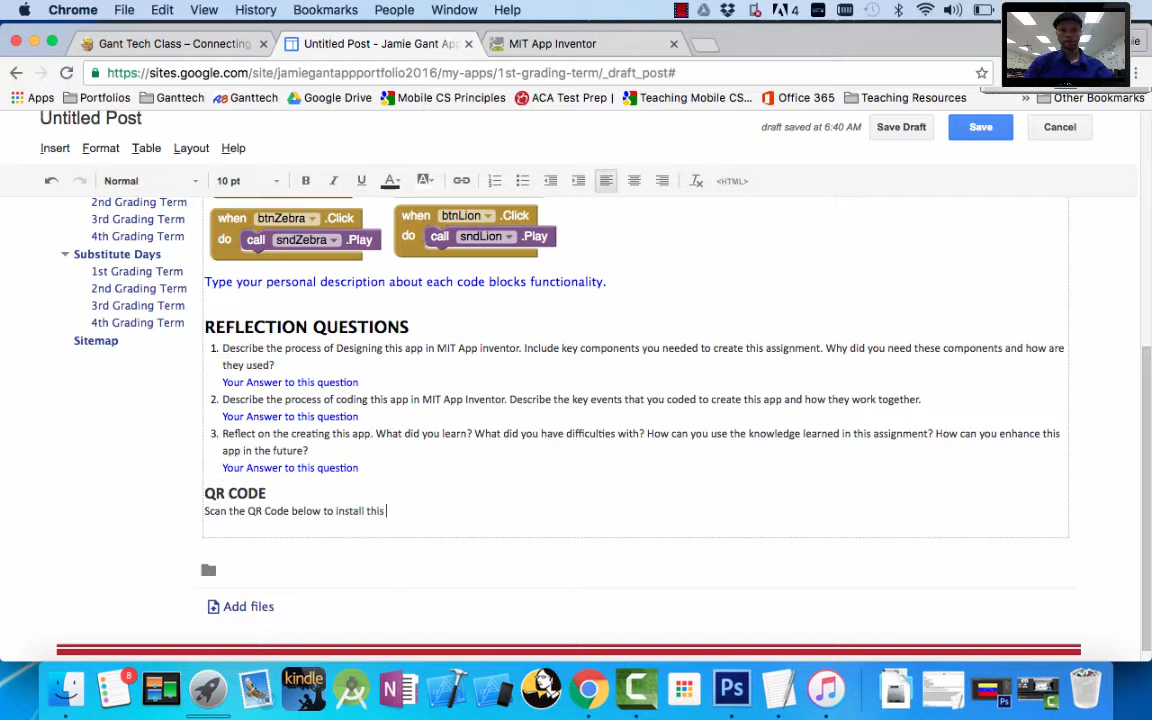 Chrome File Edit View History Bookmarks People Window Help 4
Gant Tech Class – Connecting Untitled Post - Jamie Gant App MIT App Inventor
https://sites.google.com/site/jamiegantappportfolio2016/my-apps/1st-grading-term/_draft_post#
Apps Portfolios Ganttech Ganttech Google Drive Mobile CS Principles ACA Test Prep | Teaching Mobile CS... Office 365 Teaching Resources » Other Bookmarks
Untitled Post
draft saved at 6:40 AM Save Draft Save Cancel
Insert Format Table Layout Help
Normal 10 pt B I U A A <HTML>
2nd Grading Term
3rd Grading Term
4th Grading Term
Substitute Days
1st Grading Term
2nd Grading Term
3rd Grading Term
4th Grading Term
Sitemap
when btnZebra .Click
do call sndZebra .Play
when btnLion .Click
do call sndLion .Play
Type your personal description about each code blocks functionality.
REFLECTION QUESTIONS
1. Describe the process of Designing this app in MIT App inventor. Include key components you needed to create this assignment. Why did you need these components and how are
they used?
Your Answer to this question
2. Describe the process of coding this app in MIT App Inventor. Describe the key events that you coded to create this app and how they work together.
Your Answer to this question
3. Reflect on the creating this app. What did you learn? What did you have difficulties with? How can you use the knowledge learned in this assignment? How can you enhance this
app in the future?
Your Answer to this question
QR CODE
Scan the QR Code below to install this
Add files
8
kindle
N
C
Ps